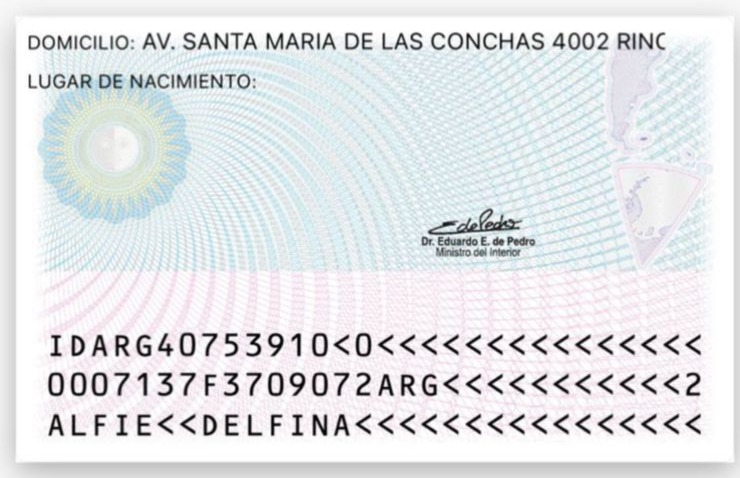 DOMICILIO: AV. SANTA MARIA DE LAS CONCHAS 4002 RINC
LUGAR DE NACIMIENTO:
Dr. Eduardo E. de Pedro
Ministro del Interior
IDARG40753910<0<<<<<<<<<<<<<<<
0007137F3709072ARG<<<<<<<<<<<2
ALFIE<<DELFINA<<<<<<<<<<<<<<<<